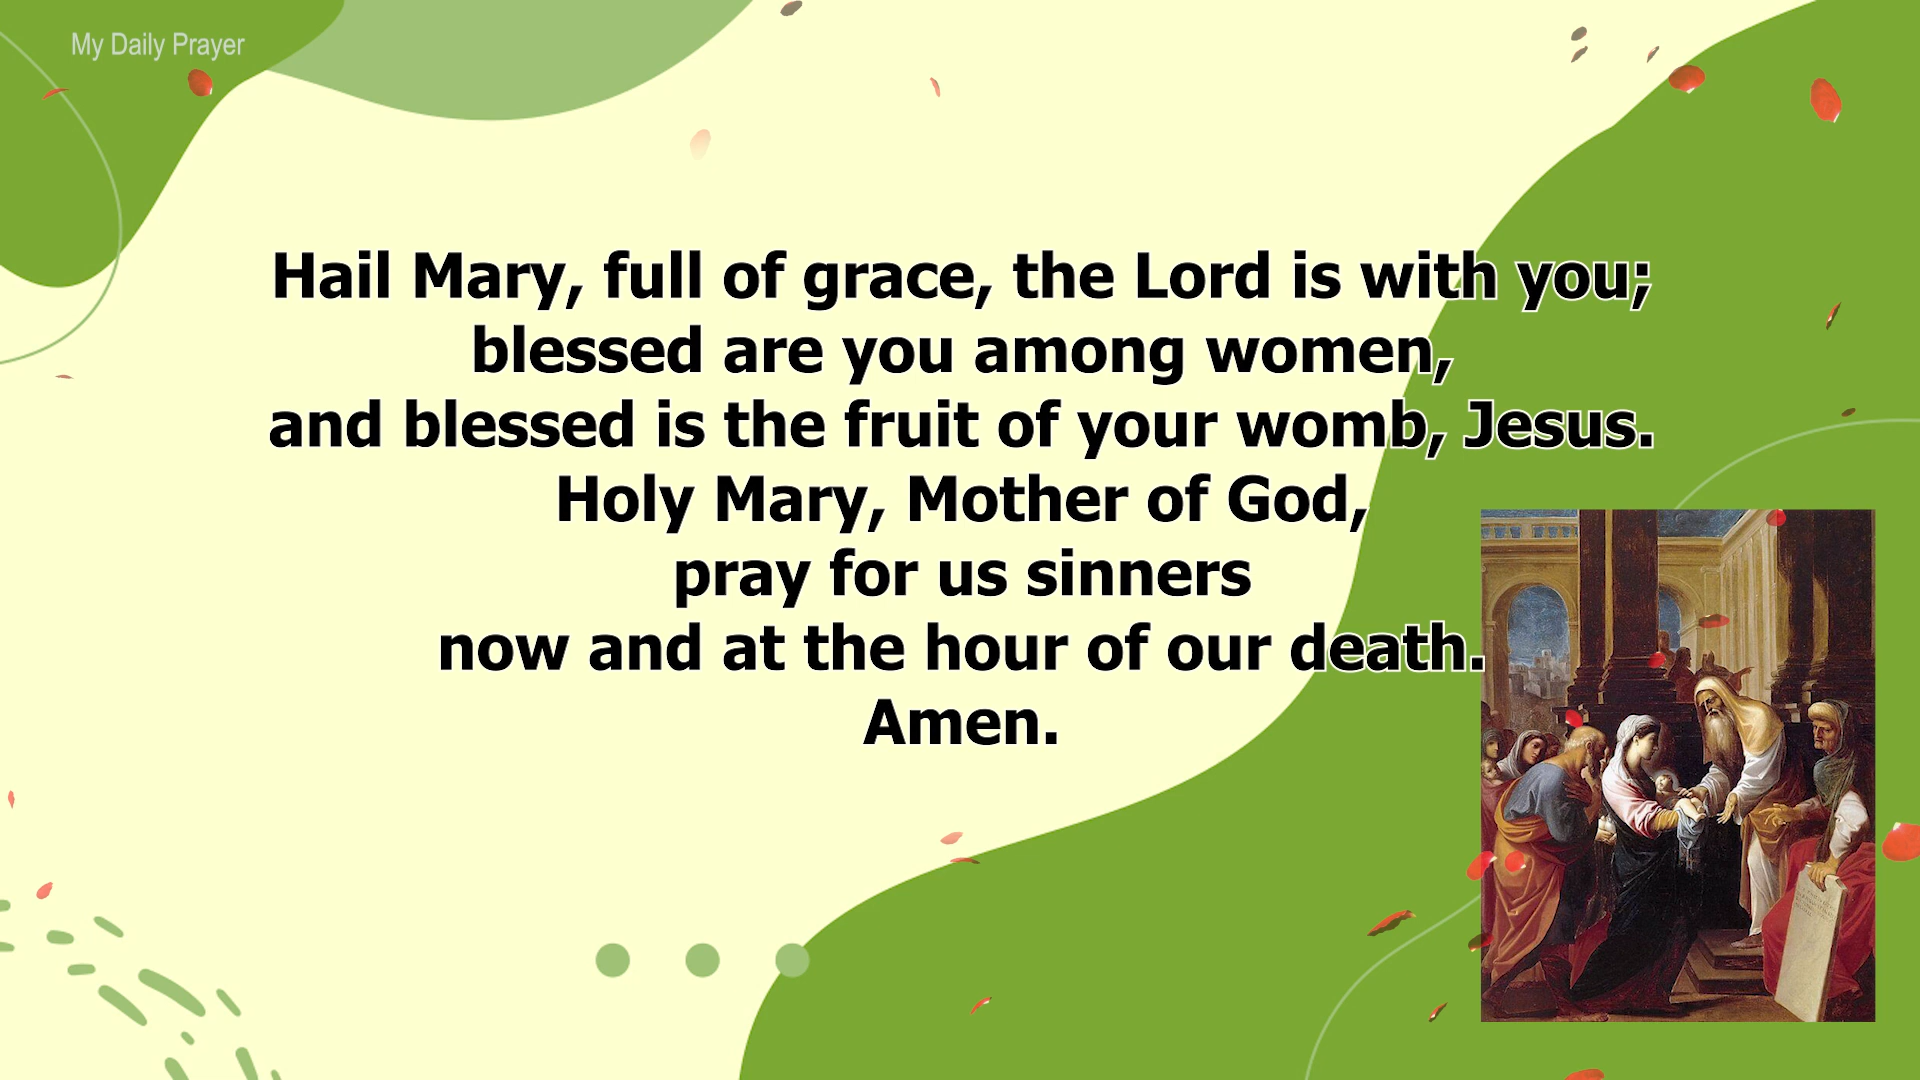 My Daily Prayer
Hail Mary, full of grace, the Lord is with you;
blessed are you among women,
and blessed is the fruit of your womb, Jesus.
Holy Mary, Mother of God,
pray for us sinners
now and at the hour of our death.
Amen.